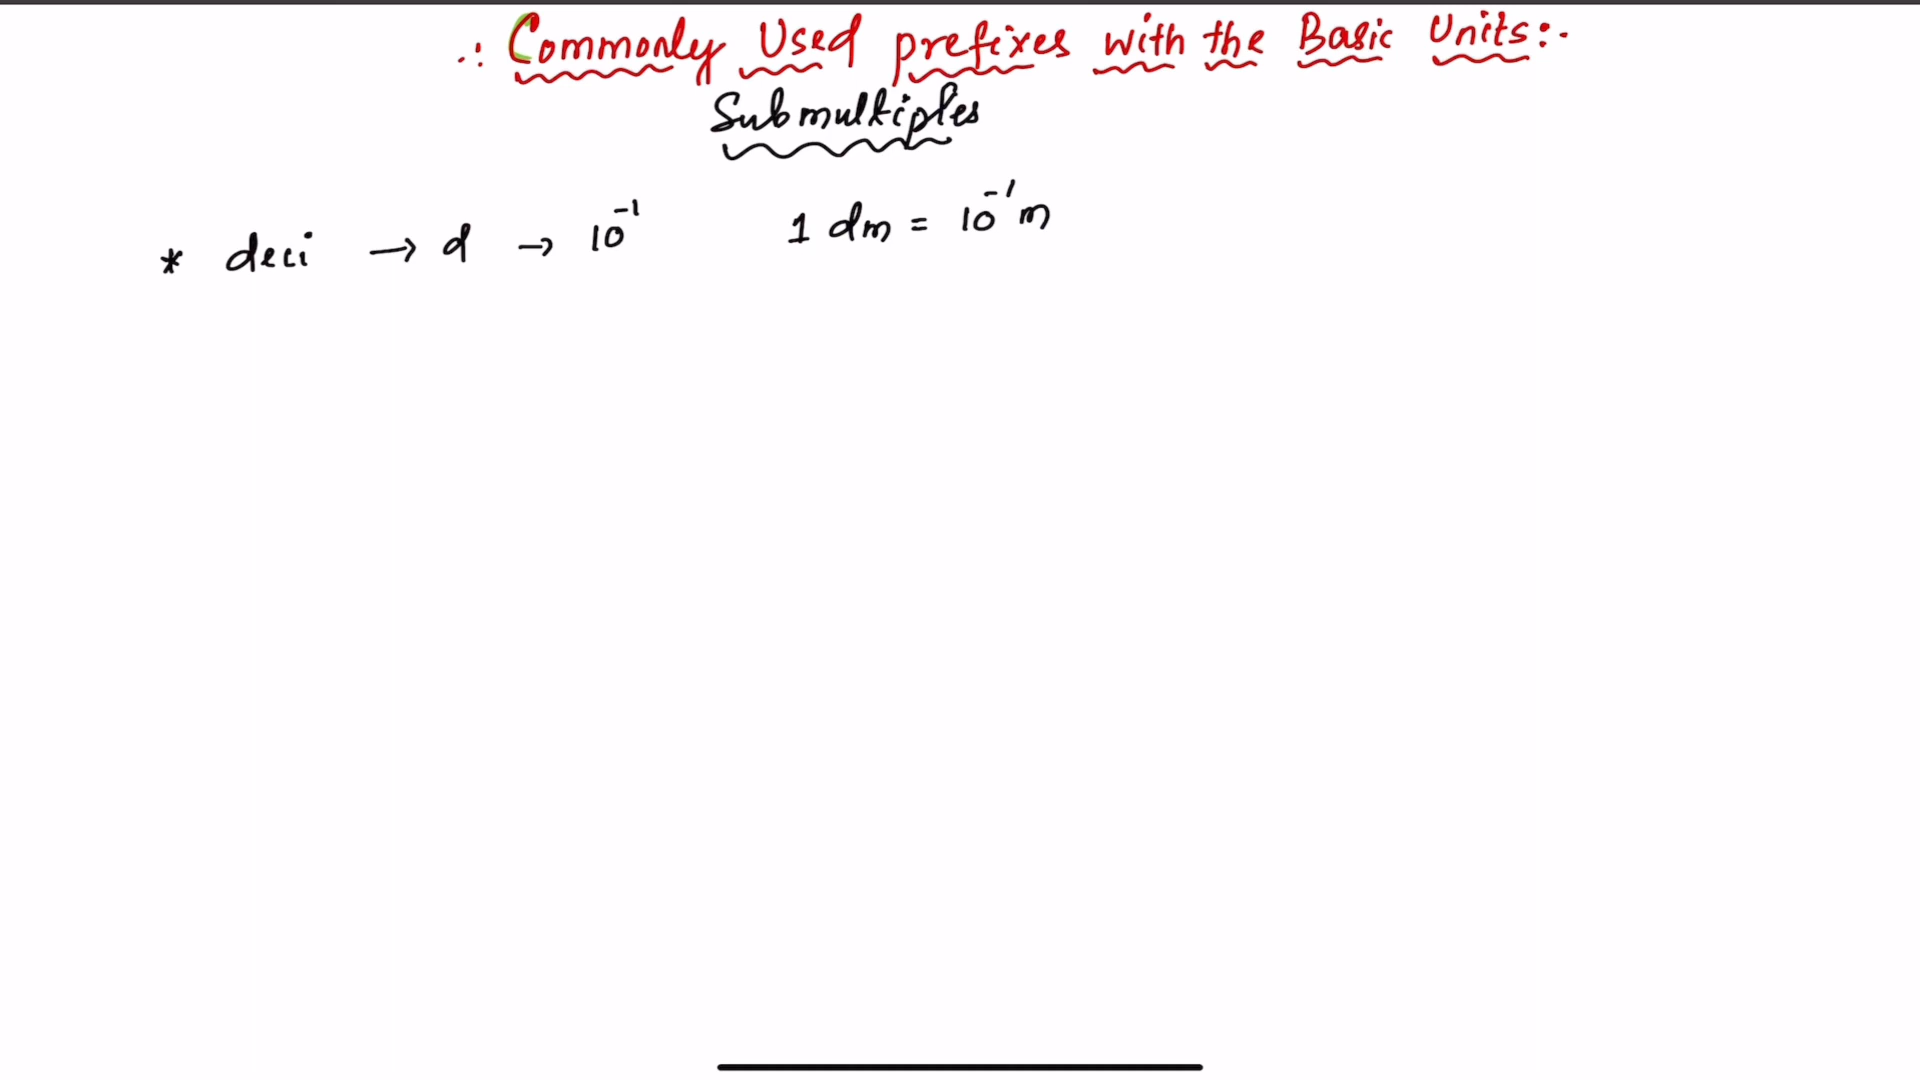 .: Commonly Used prefixes with the Basic Units:-
Submultiples
* deci → d → 10⁻¹ 1 dm = 10⁻¹ m